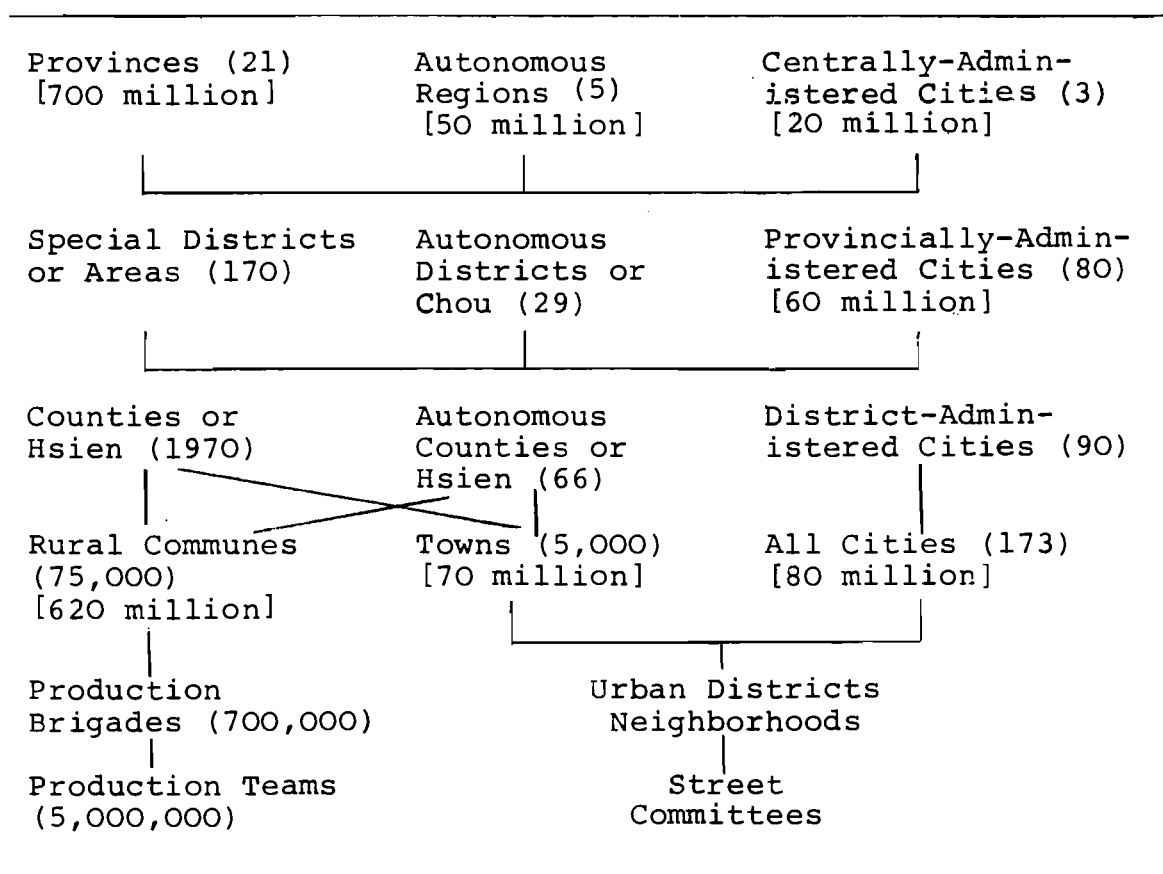 Provinces (21)
[700 million]
Autonomous
Regions (5)
[50 million]
Centrally-Admin-
istered Cities (3)
[20 million]
Special Districts
or Areas (170)
Autonomous
Districts or
Chou (29)
Provincially-Admin-
istered Cities (80)
[60 million]
Counties or
Hsien (1970)
Autonomous
Counties or
Hsien (66)
District-Admin-
istered Cities (90)
Rural Communes
(75,000)
[620 million]
Towns (5,000)
[70 million]
All Cities (173)
[80 million]
Production
Brigades (700,000)
Urban Districts
Neighborhoods
Production Teams
(5,000,000)
Street
Committees